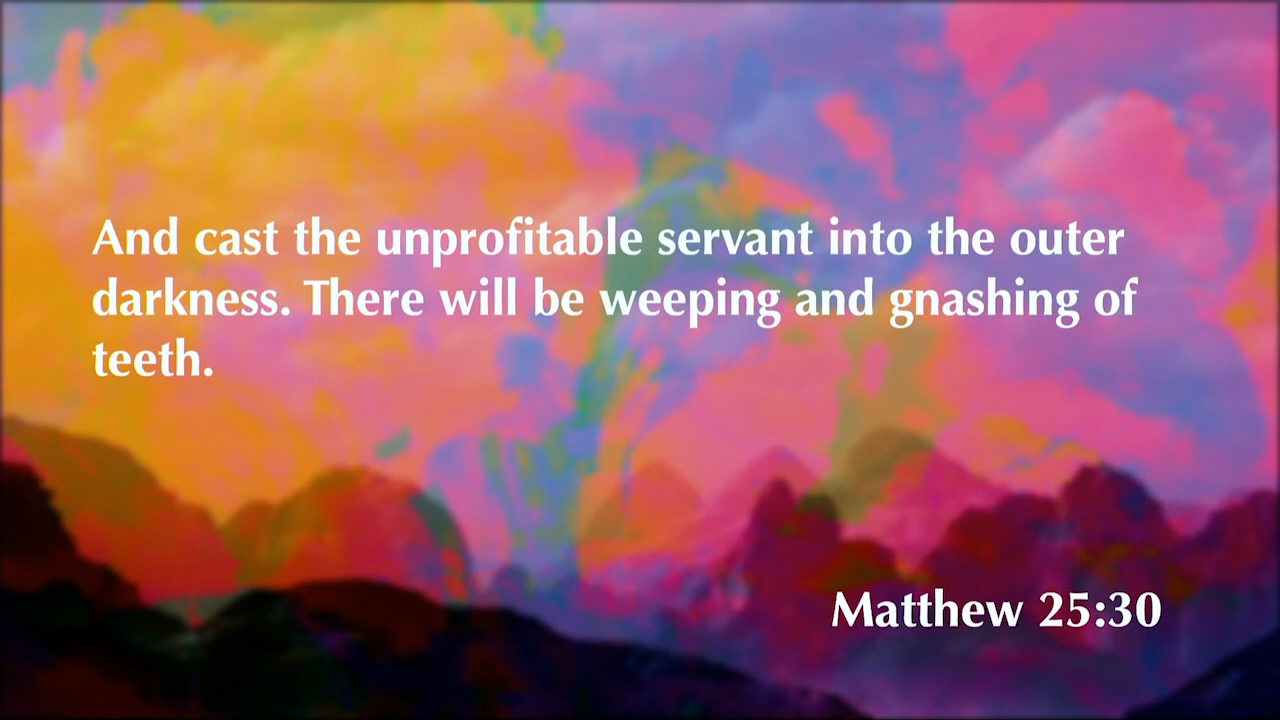 And cast the unprofitable servant into the outer
darkness. There will be weeping and gnashing of
teeth.
Matthew 25:30